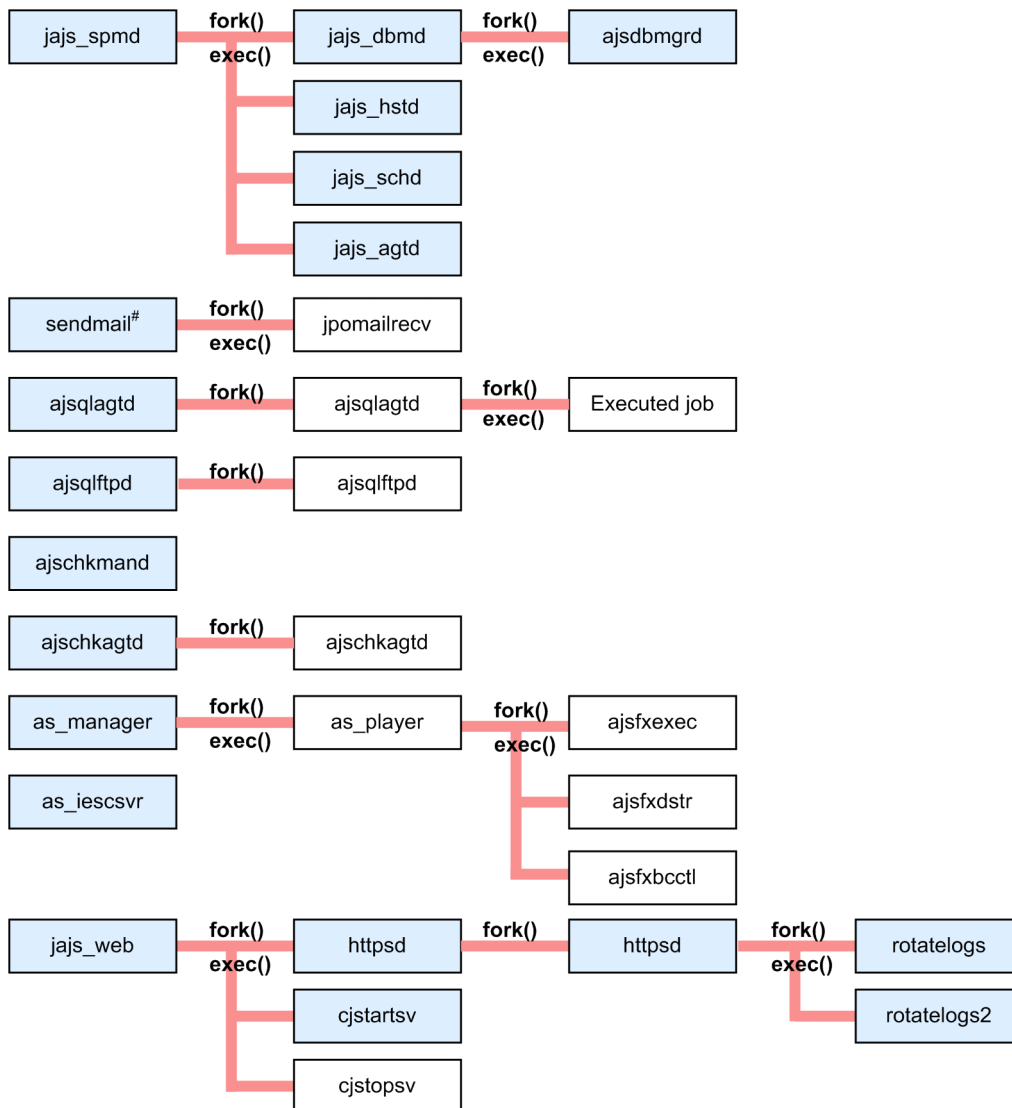 jajs_spmd fork() exec() jajs_dbmd fork() exec() ajsdbmgrd
jajs_hstd
jajs_schd
jajs_agtd
sendmail# fork() exec() jpomailrecv
ajsqlagtd fork() ajsqlagtd fork() exec() Executed job
ajsqlftpd fork() ajsqlftpd
ajschkmand
ajschkagtd fork() ajschkagtd
as_manager fork() exec() as_player fork() exec() ajsfxexec
as_iescsvr ajsfxdstr
ajsfxbcctl
jajs_web fork() exec() httpsd fork() httpsd fork() exec() rotatelogs
cjstartsv rotatelogs2
cjstopsv